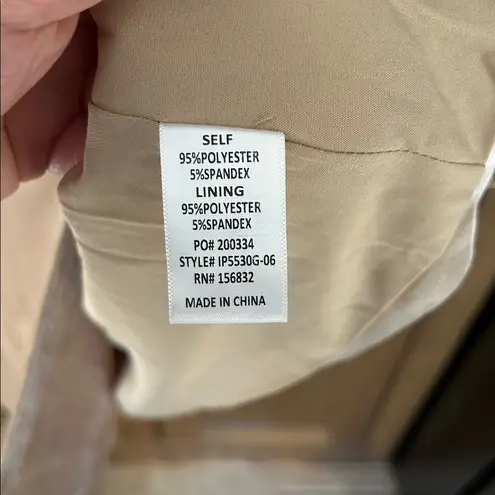 SELF
95%POLYESTER
5%SPANDEX
LINING
95%POLYESTER
5%SPANDEX
PO# 200334
STYLE# IP5530G-06
RN# 156832
MADE IN CHINA